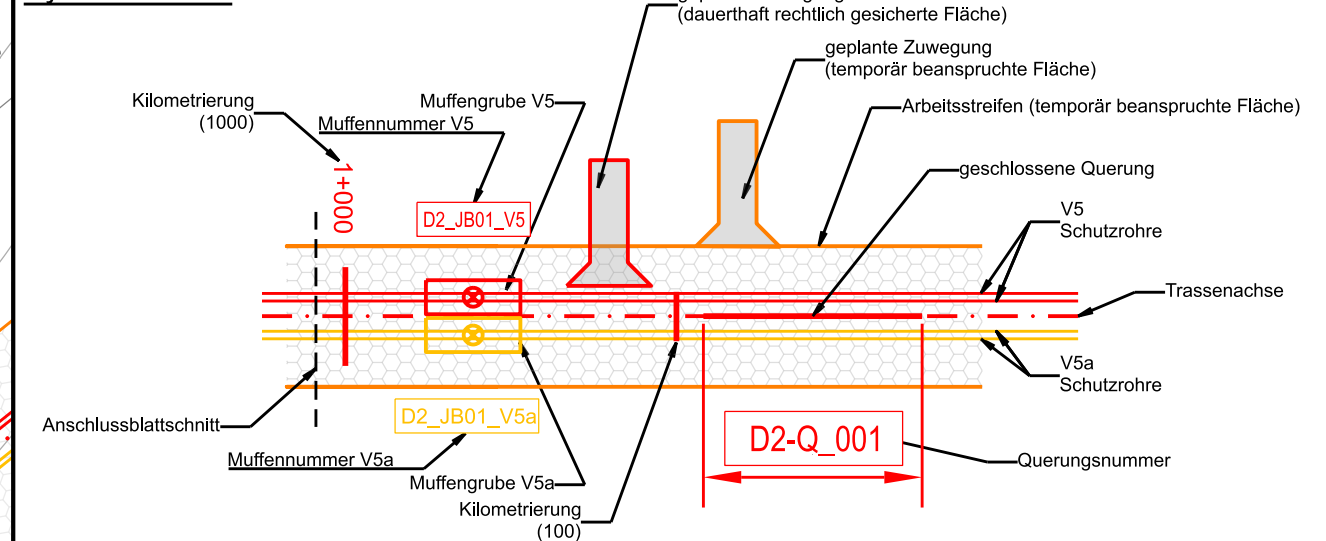 (dauerthaft rechtlich gesicherte Fläche)
geplante Zuwegung
(temporär beanspruchte Fläche)
Kilometrierung
(1000)
Muffengrube V5
Muffennummer V5
Arbeitsstreifen (temporär beanspruchte Fläche)
1+000
geschlossene Querung
D2_JB01_V5
V5
Schutzrohre
Trassenachse
V5a
Schutzrohre
Anschlussblattschnitt
D2_JB01_V5a
D2-Q_001
Muffennummer V5a
Querungsnummer
Muffengrube V5a
Kilometrierung
(100)